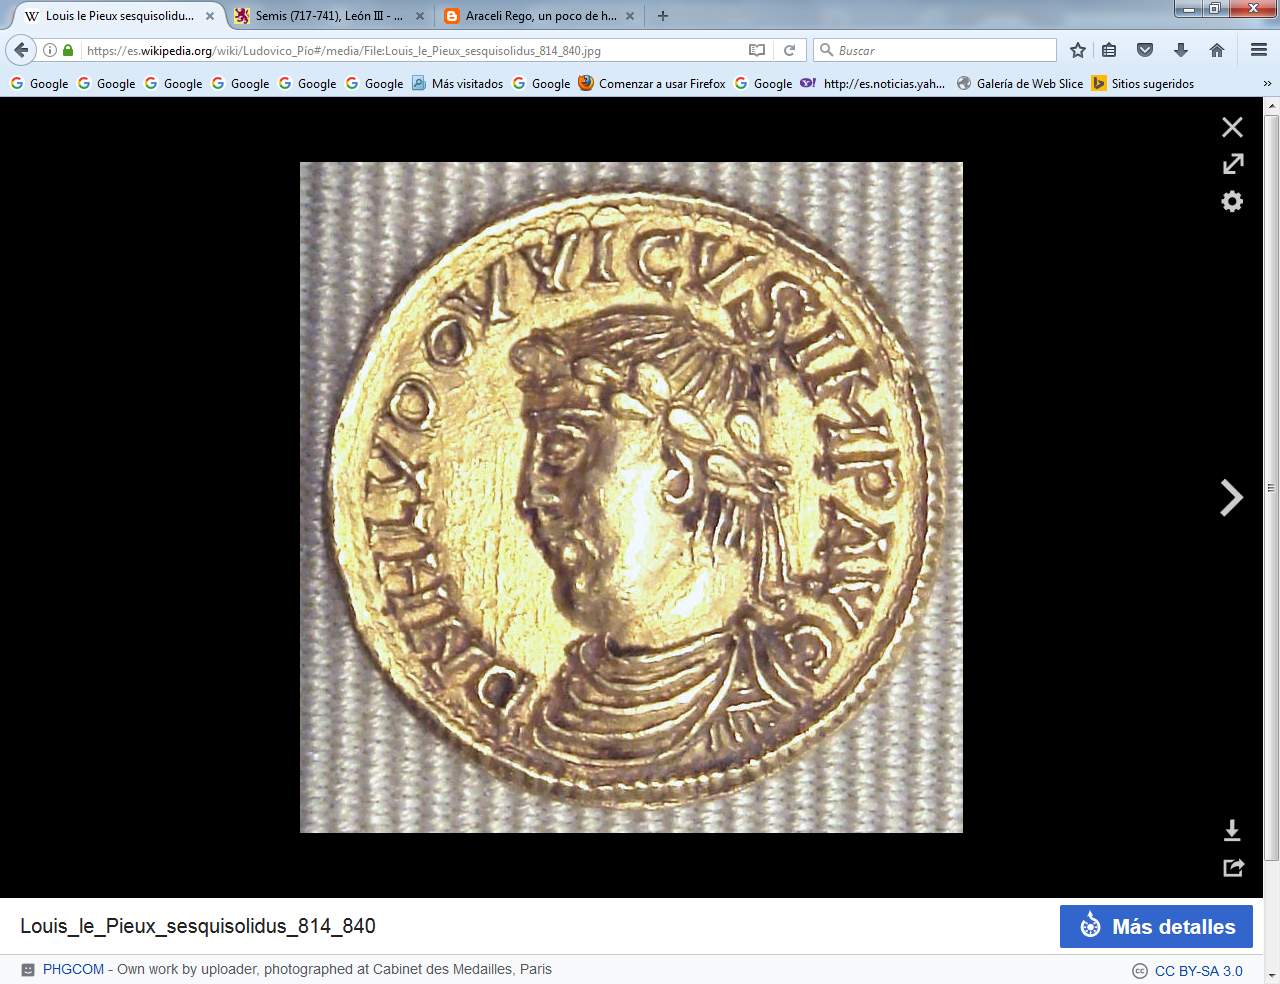 Louis le Pieux sesquisolidu...
Semis (717-741), León III - ...
Araceli Rego, un poco de h...
https://es.wikipedia.org/wiki/Ludovico_Pío#/media/File:Louis_le_Pieux_sesquisolidus_814_840.jpg
Buscar
Google Google Google Google Google Google Más visitados Google Comenzar a usar Firefox Google http://es.noticias.yah... Galería de Web Slice Sitios sugeridos »
D N HLVDOVVICVS IMP AVG
Louis_le_Pieux_sesquisolidus_814_840
Más detalles
PHGCOM - Own work by uploader, photographed at Cabinet des Medailles, Paris
CC BY-SA 3.0